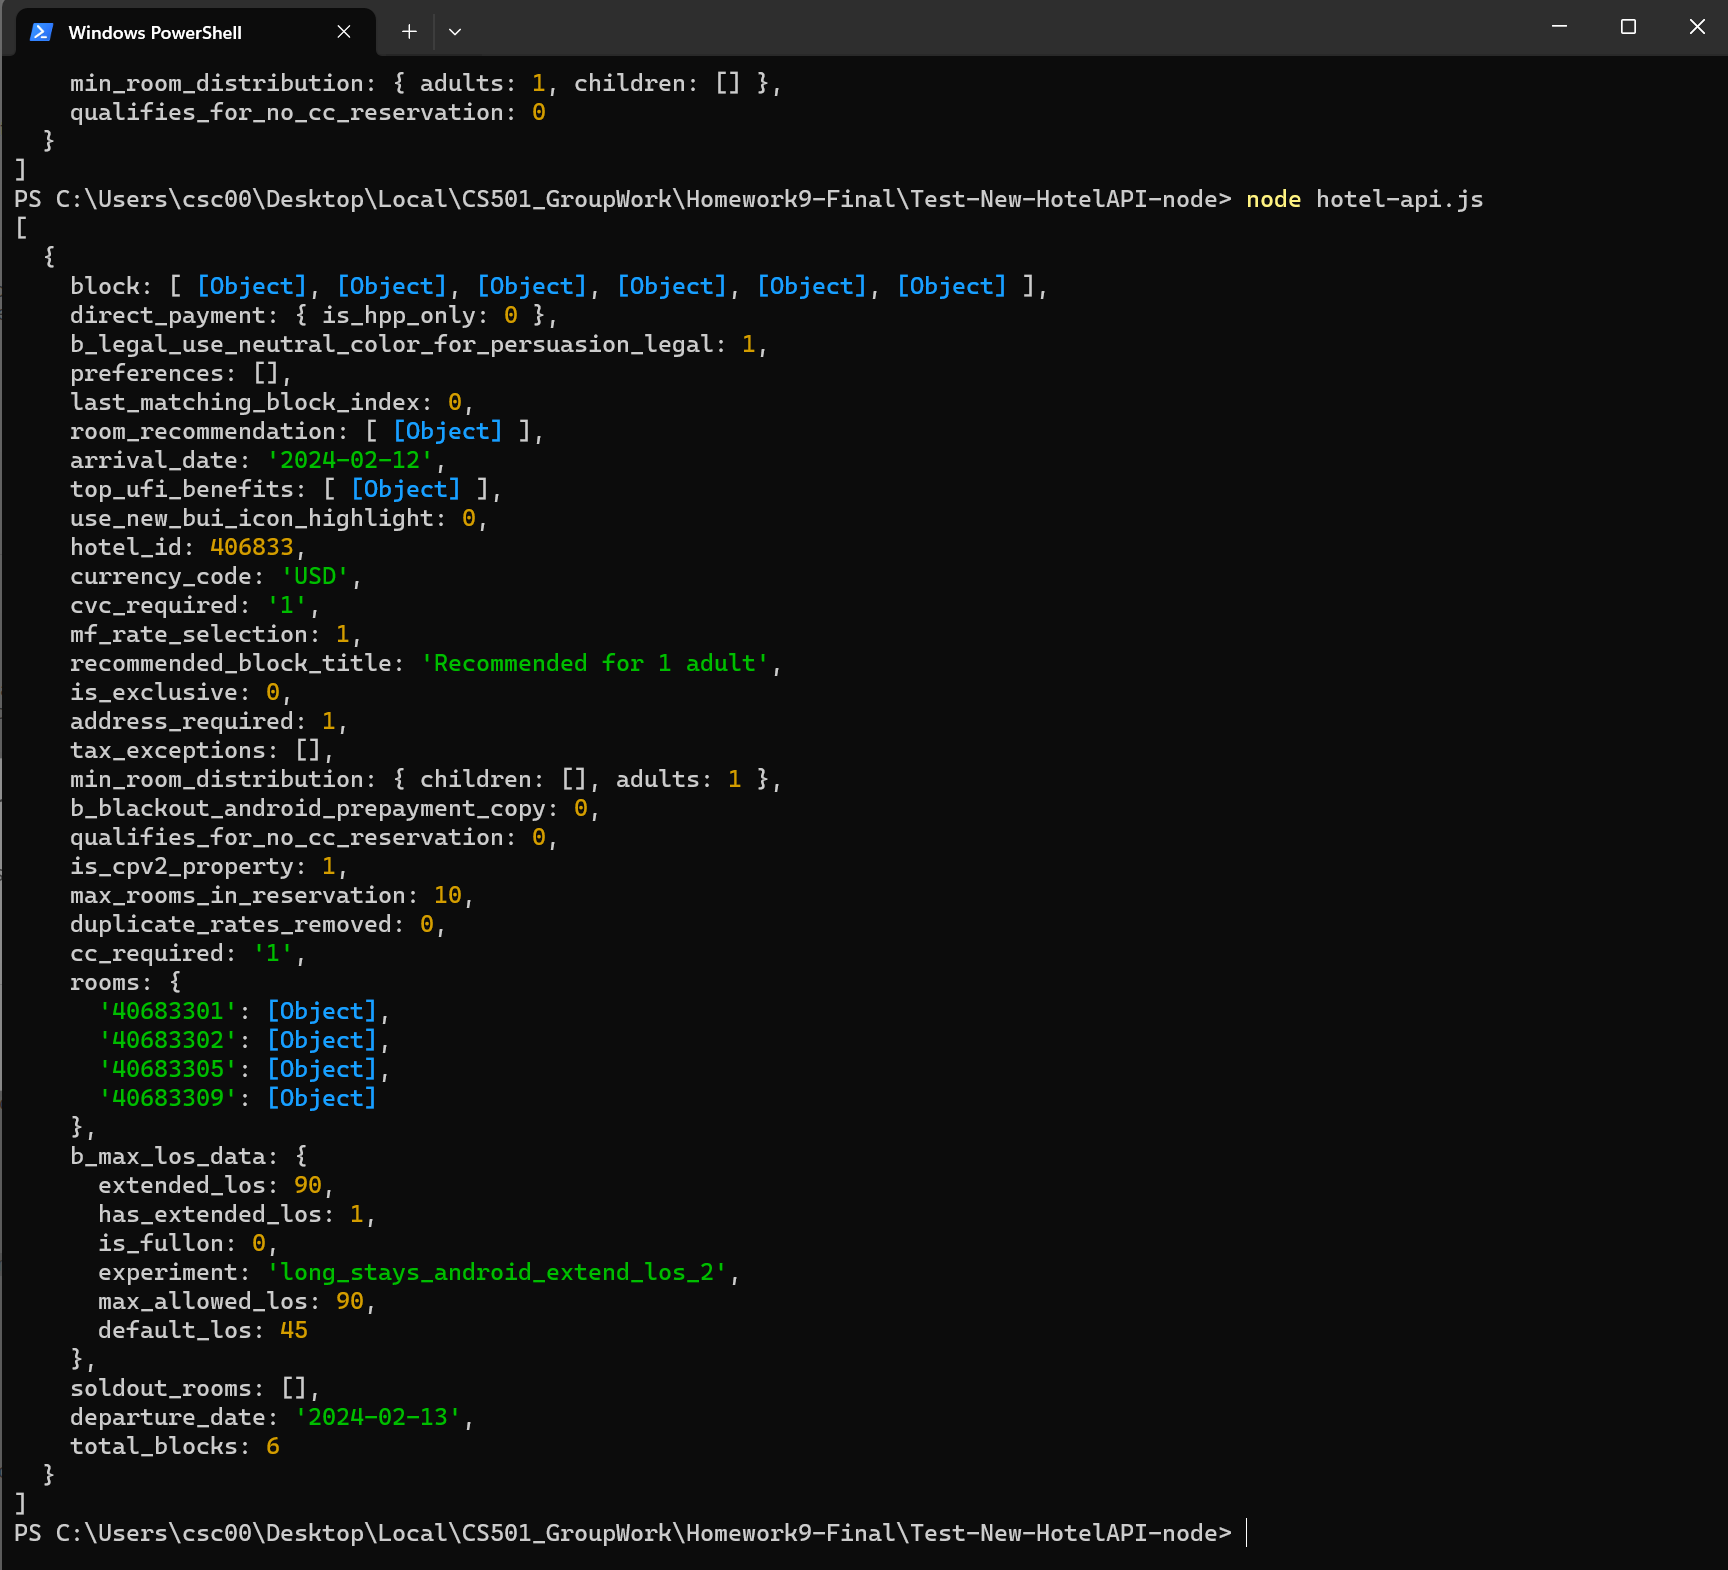 Windows PowerShell
    min_room_distribution: { adults: 1, children: [] },
    qualifies_for_no_cc_reservation: 0
  }
]
PS C:\Users\csc00\Desktop\Local\CS501_GroupWork\Homework9-Final\Test-New-HotelAPI-node> node hotel-api.js
[
  {
    block: [ [Object], [Object], [Object], [Object], [Object], [Object] ],
    direct_payment: { is_hpp_only: 0 },
    b_legal_use_neutral_color_for_persuasion_legal: 1,
    preferences: [],
    last_matching_block_index: 0,
    room_recommendation: [ [Object] ],
    arrival_date: '2024-02-12',
    top_ufi_benefits: [ [Object] ],
    use_new_bui_icon_highlight: 0,
    hotel_id: 406833,
    currency_code: 'USD',
    cvc_required: '1',
    mf_rate_selection: 1,
    recommended_block_title: 'Recommended for 1 adult',
    is_exclusive: 0,
    address_required: 1,
    tax_exceptions: [],
    min_room_distribution: { children: [], adults: 1 },
    b_blackout_android_prepayment_copy: 0,
    qualifies_for_no_cc_reservation: 0,
    is_cpv2_property: 1,
    max_rooms_in_reservation: 10,
    duplicate_rates_removed: 0,
    cc_required: '1',
    rooms: {
      '40683301': [Object],
      '40683302': [Object],
      '40683305': [Object],
      '40683309': [Object]
    },
    b_max_los_data: {
      extended_los: 90,
      has_extended_los: 1,
      is_fullon: 0,
      experiment: 'long_stays_android_extend_los_2',
      max_allowed_los: 90,
      default_los: 45
    },
    soldout_rooms: [],
    departure_date: '2024-02-13',
    total_blocks: 6
  }
]
PS C:\Users\csc00\Desktop\Local\CS501_GroupWork\Homework9-Final\Test-New-HotelAPI-node>